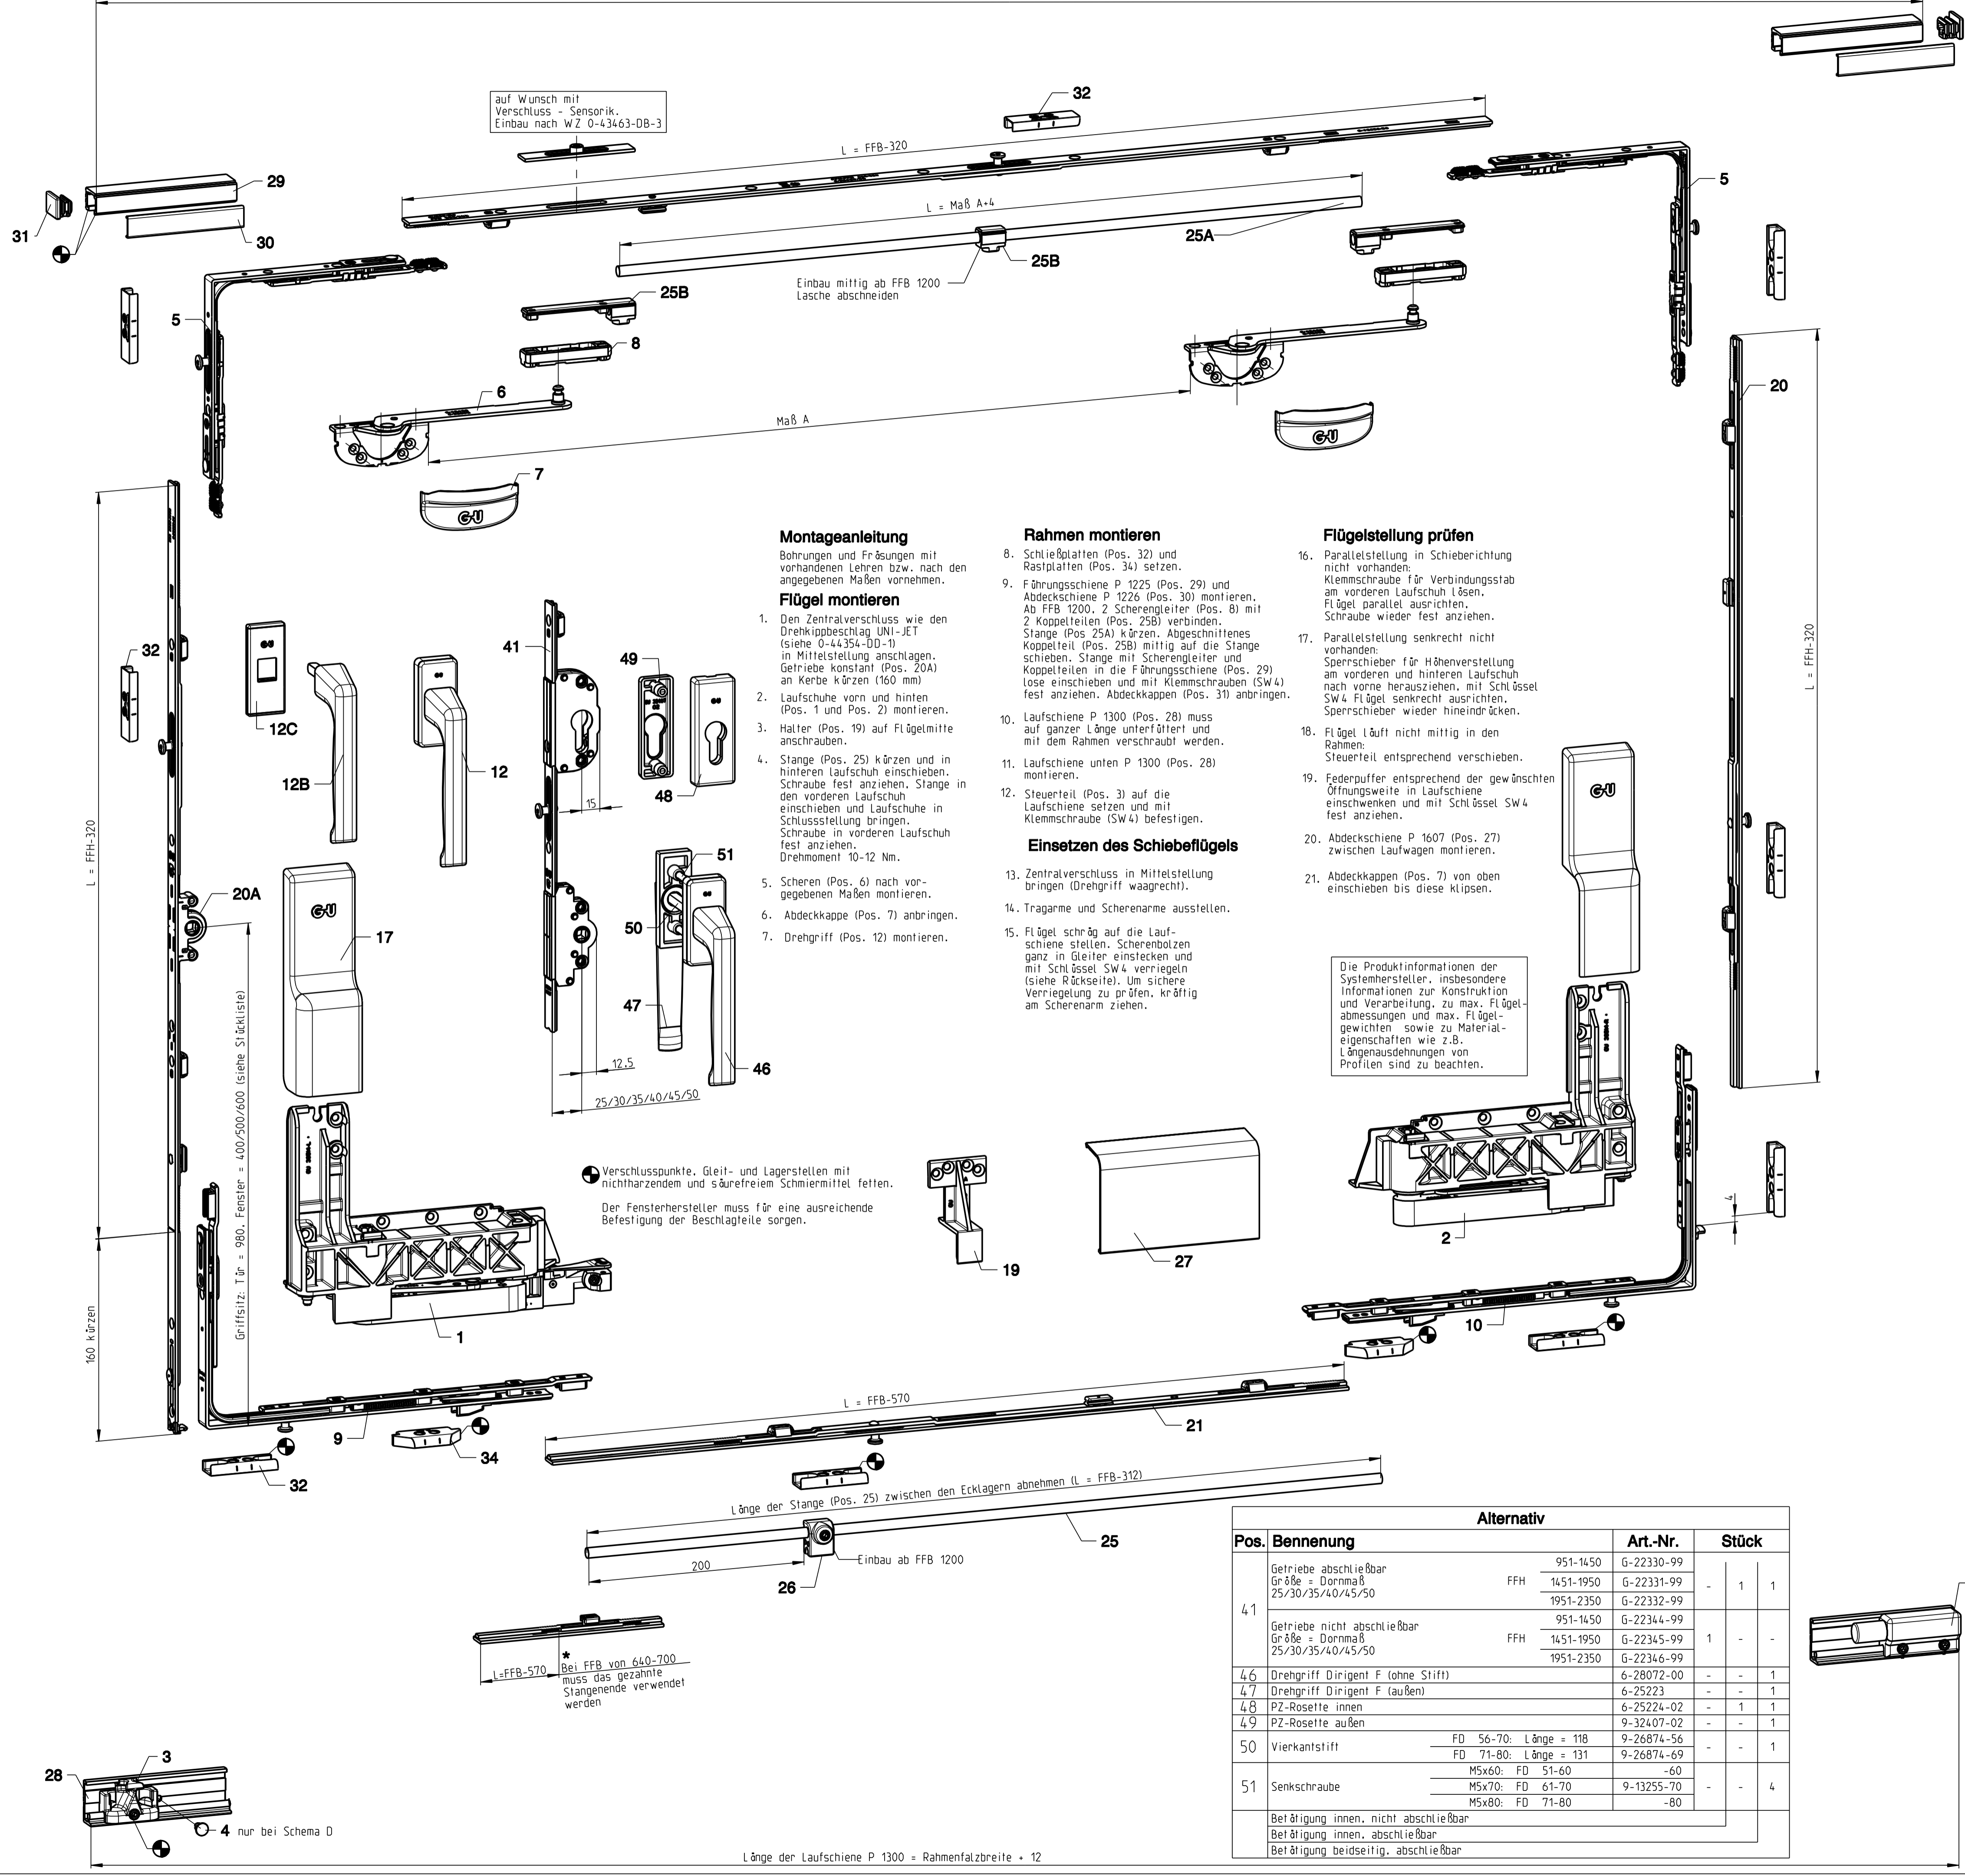 auf Wunsch mit
Verschluss - Sensorik.
Einbau nach WZ 0-43463-DB-3
32
L = FFB-320
29
5
L = Maß A+4
31
30
25A
25B
Einbau mittig ab FFB 1200
Lasche abschneiden
25B
5
8
6
20
Maß A
G-U
7
G-U
Montageanleitung
Bohrungen und Fräsungen mit
vorhandenen Lehren bzw. nach den
angegebenen Maßen vornehmen.
Flügel montieren
1. Den Zentralverschluss wie den
Drehkippbeschlag UNI-JET
(siehe 0-44354-DD-1)
in Mittelstellung anschlagen.
Getriebe konstant (Pos. 20A)
an Kerbe kürzen (160 mm)
2. Laufschuhe vorn und hinten
(Pos. 1 und Pos. 2) montieren.
3. Halter (Pos. 19) auf Flügelmitte
anschrauben.
4. Stange (Pos. 25) kürzen und in
hinteren laufschuh einschieben.
Schraube fest anziehen. Stange in
den vorderen Laufschuh
einschieben und Laufschuhe in
Schlussstellung bringen.
Schraube in vorderen Laufschuh
fest anziehen.
Drehmoment 10-12 Nm.
5. Scheren (Pos. 6) nach vor-
gegebenen Maßen montieren.
6. Abdeckkappe (Pos. 7) anbringen.
7. Drehgriff (Pos. 12) montieren.
Rahmen montieren
8. Schließplatten (Pos. 32) und
Rastplatten (Pos. 34) setzen.
9. Führungsschiene P 1225 (Pos. 29) und
Abdeckschiene P 1226 (Pos. 30) montieren.
Ab FFB 1200, 2 Scherengleiter (Pos. 8) mit
2 Koppelteilen (Pos. 25B) verbinden.
Stange (Pos 25A) kürzen. Abgeschnittenes
Koppelteil (Pos. 25B) mittig auf die Stange
schieben. Stange mit Scherengleiter und
Koppelteilen in die Führungsschiene (Pos. 29)
lose einschieben und mit Klemmschrauben (SW4)
fest anziehen. Abdeckkappen (Pos. 31) anbringen.
10. Laufschiene P 1300 (Pos. 28) muss
auf ganzer Länge unterfüttert und
mit dem Rahmen verschraubt werden.
11. Laufschiene unten P 1300 (Pos. 28)
montieren.
12. Steuerteil (Pos. 3) auf die
Laufschiene setzen und mit
Klemmschraube (SW4) befestigen.
Einsetzen des Schiebeflügels
13. Zentralverschluss in Mittelstellung
bringen (Drehgriff waagrecht).
14. Tragarme und Scherenarme ausstellen.
15. Flügel schräg auf die Lauf-
schiene stellen. Scherenbolzen
ganz in Gleiter einstecken und
mit Schlüssel SW4 verriegeln
(siehe Rückseite). Um sichere
Verriegelung zu prüfen, kräftig
am Scherenarm ziehen.
Flügelstellung prüfen
16. Parallelstellung in Schieberichtung
nicht vorhanden:
Klemmschraube für Verbindungsstab
am vorderen Laufschuh lösen.
Flügel parallel ausrichten.
Schraube wieder fest anziehen.
17. Parallelstellung senkrecht nicht
vorhanden:
Sperrschieber für Höhenverstellung
am vorderen und hinteren Laufschuh
nach vorne herausziehen, mit Schlüssel
SW4 Flügel senkrecht ausrichten.
Sperrschieber wieder hineindrücken.
18. Flügel läuft nicht mittig in den
Rahmen:
Steuerteil entsprechend verschieben.
19. Federpuffer entsprechend der gewünschten
Öffnungsweite in Laufschiene
einschwenken und mit Schlüssel SW4
fest anziehen.
20. Abdeckschiene P 1607 (Pos. 27)
zwischen Laufwagen montieren.
21. Abdeckkappen (Pos. 7) von oben
einschieben bis diese klipsen.
Die Produktinformationen der
Systemhersteller, insbesondere
Informationen zur Konstruktion
und Verarbeitung, zu max. Flügel-
abmessungen und max. Flügel-
gewichten sowie zu Material-
eigenschaften wie z.B.
Längenausdehnungen von
Profilen sind zu beachten.
32
12C
12B
12
41
49
48
15
51
50
47
46
12.5
25/30/35/40/45/50
L = FFH-320
L = FFH-320
160 kürzen
20A
G-U
17
G-U
Griffsitz: Tür = 980, Fenster = 400/500/600 (siehe Stückliste)
Verschlusspunkte, Gleit- und Lagerstellen mit
nichtharzendem und säurefreiem Schmiermittel fetten.
Der Fensterhersteller muss für eine ausreichende
Befestigung der Beschlagteile sorgen.
19
27
2
4
1
10
9
34
32
L = FFB-570
21
Länge der Stange (Pos. 25) zwischen den Ecklagern abnehmen (L = FFB-312)
25
200
Einbau ab FFB 1200
26
L=FFB-570
*
Bei FFB von 640-700
muss das gezahnte
Stangenende verwendet
werden
3
28
4 nur bei Schema D
Länge der Laufschiene P 1300 = Rahmenfalzbreite + 12
Alternativ
Pos. Bennenung Art.-Nr. Stück
41 Getriebe abschließbar
Größe = Dornmaß
25/30/35/40/45/50
FFH 951-1450 G-22330-99
1451-1950 G-22331-99 - 1 1
1951-2350 G-22332-99
Getriebe nicht abschließbar
Größe = Dornmaß
25/30/35/40/45/50
FFH 951-1450 G-22344-99
1451-1950 G-22345-99 1 - -
1951-2350 G-22346-99
46 Drehgriff Dirigent F (ohne Stift) 6-28072-00 - - 1
47 Drehgriff Dirigent F (außen) 6-25223 - - 1
48 PZ-Rosette innen 6-25224-02 - 1 1
49 PZ-Rosette außen 9-32407-02 - - 1
50 Vierkantstift FD 56-70: Länge = 118 9-26874-56 - - 1
FD 71-80: Länge = 131 9-26874-69
51 Senkschraube M5x60: FD 51-60 -60
M5x70: FD 61-70 9-13255-70 - - 4
M5x80: FD 71-80 -80
Betätigung innen, nicht abschließbar
Betätigung innen, abschließbar
Betätigung beidseitig, abschließbar